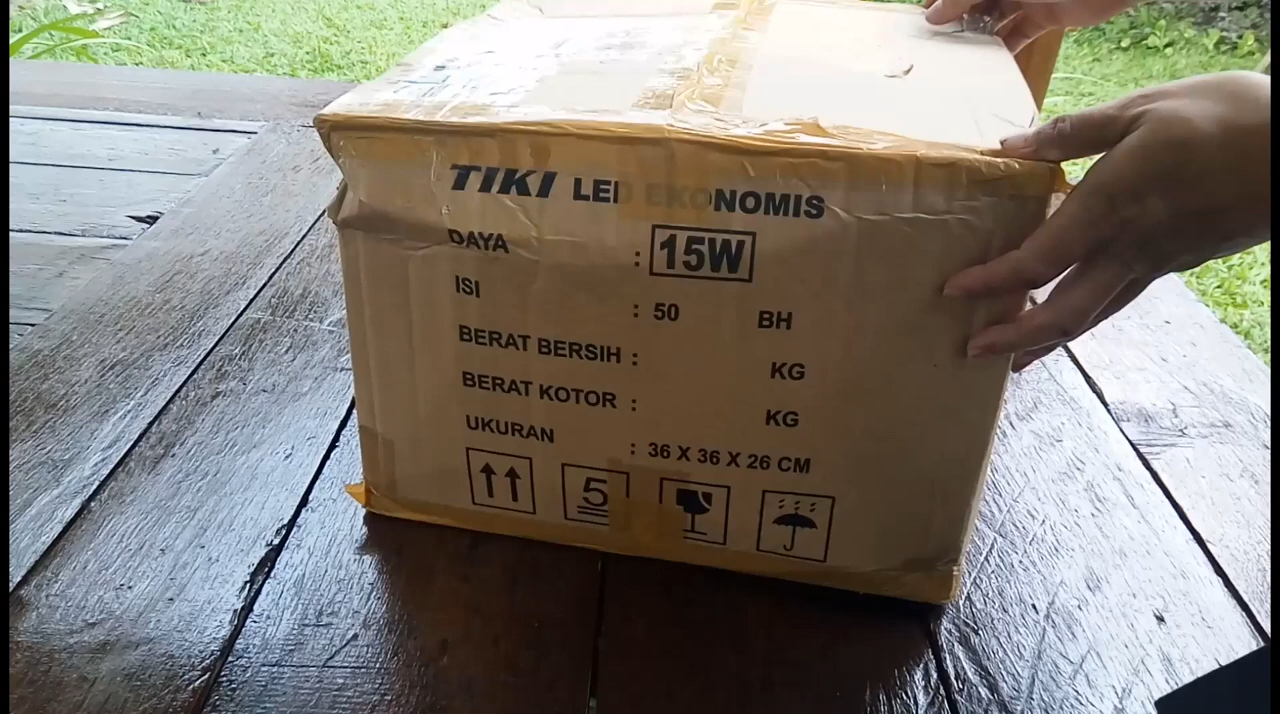 TIKI LED EKONOMIS
DAYA : 15W
ISI : 50 BH
BERAT BERSIH : KG
BERAT KOTOR : KG
UKURAN : 36 X 36 X 26 CM
5